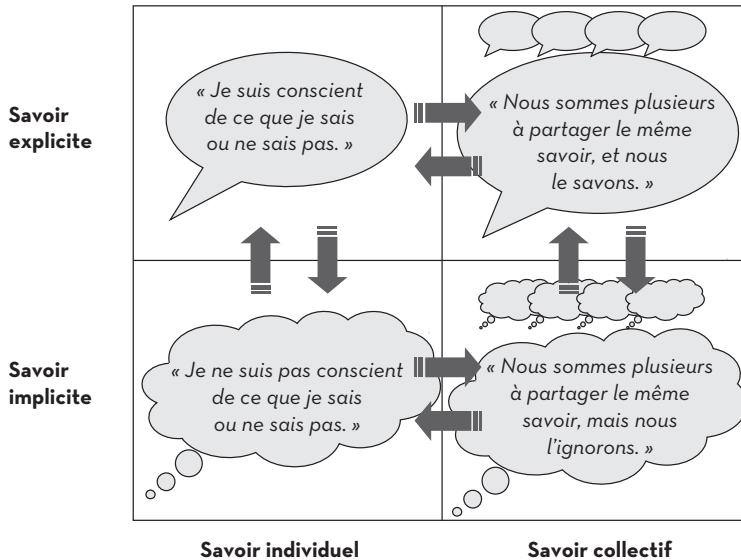 Savoir
explicite
« Je suis conscient
de ce que je sais
ou ne sais pas. »
« Nous sommes plusieurs
à partager le même
savoir, et nous
le savons. »
Savoir
implicite
« Je ne suis pas conscient
de ce que je sais
ou ne sais pas. »
« Nous sommes plusieurs
à partager le même
savoir, mais nous
l'ignorons. »
Savoir individuel
Savoir collectif